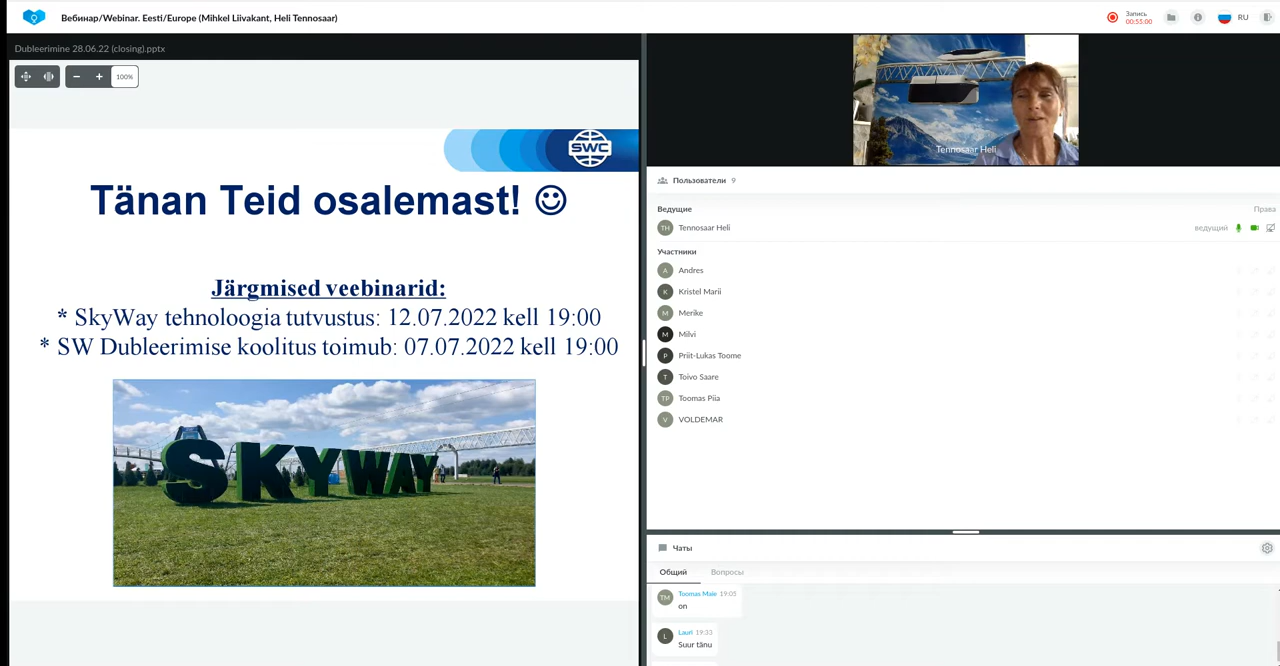 Вебинар/Webinar. Eesti/Europe (Mihkel Liivakant, Heli Tennosaar)
Запись
00:55:00
RU
Dubleerimine 28.06.22 (closing).pptx
100%
SWC
Tänan Teid osalemast! ☺
Järgmised veebinarid:
* SkyWay tehnoloogia tutvustus: 12.07.2022 kell 19:00
* SW Dubleerimise koolitus toimub: 07.07.2022 kell 19:00
SKYWAY
Tennosaar Heli
Пользователи 9
Ведущие
Права
TH Tennosaar Heli
ведущий
Участники
A Andres
K Kristel Marii
M Merike
M Milvi
P Priit-Lukas Toome
T Toivo Saare
TP Toomas Piia
V VOLDEMAR
Чаты
Общий Вопросы
TM Toomas Maie 19:05
on
L Lauri 19:33
Suur tänu